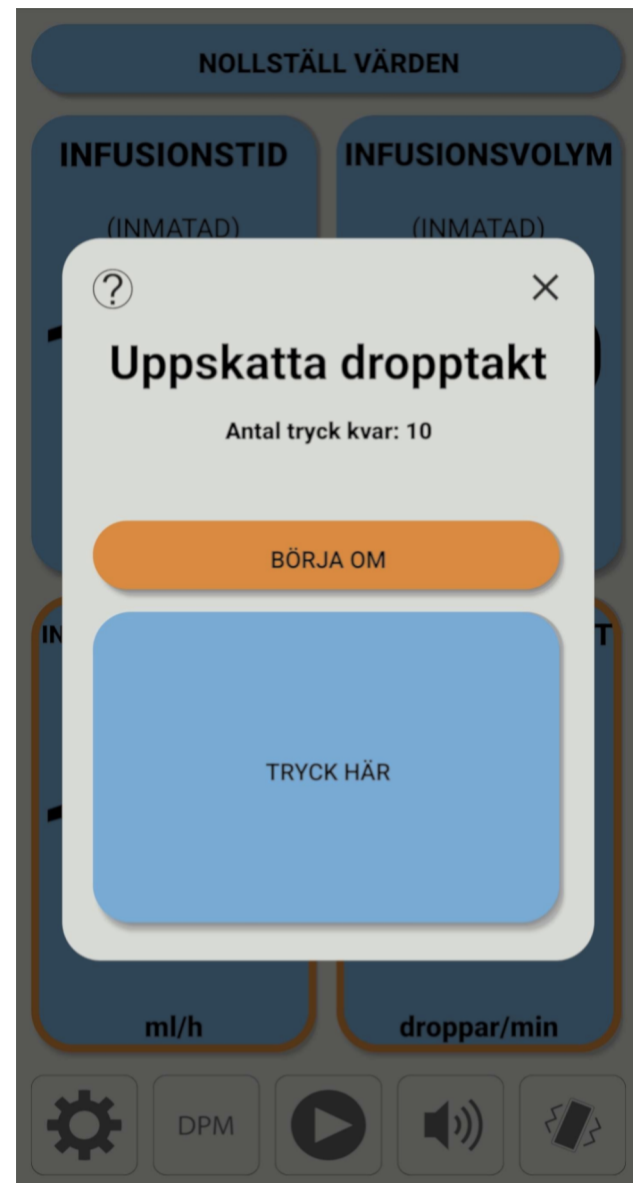 NOLLSTÄLL VÄRDEN
INFUSIONSTID
INFUSIONSVOLYM
(INMATAD)
(INMATAD)
?
Uppskatta dropptakt
Antal tryck kvar: 10
BÖRJA OM
TRYCK HÄR
ml/h
droppar/min
DPM